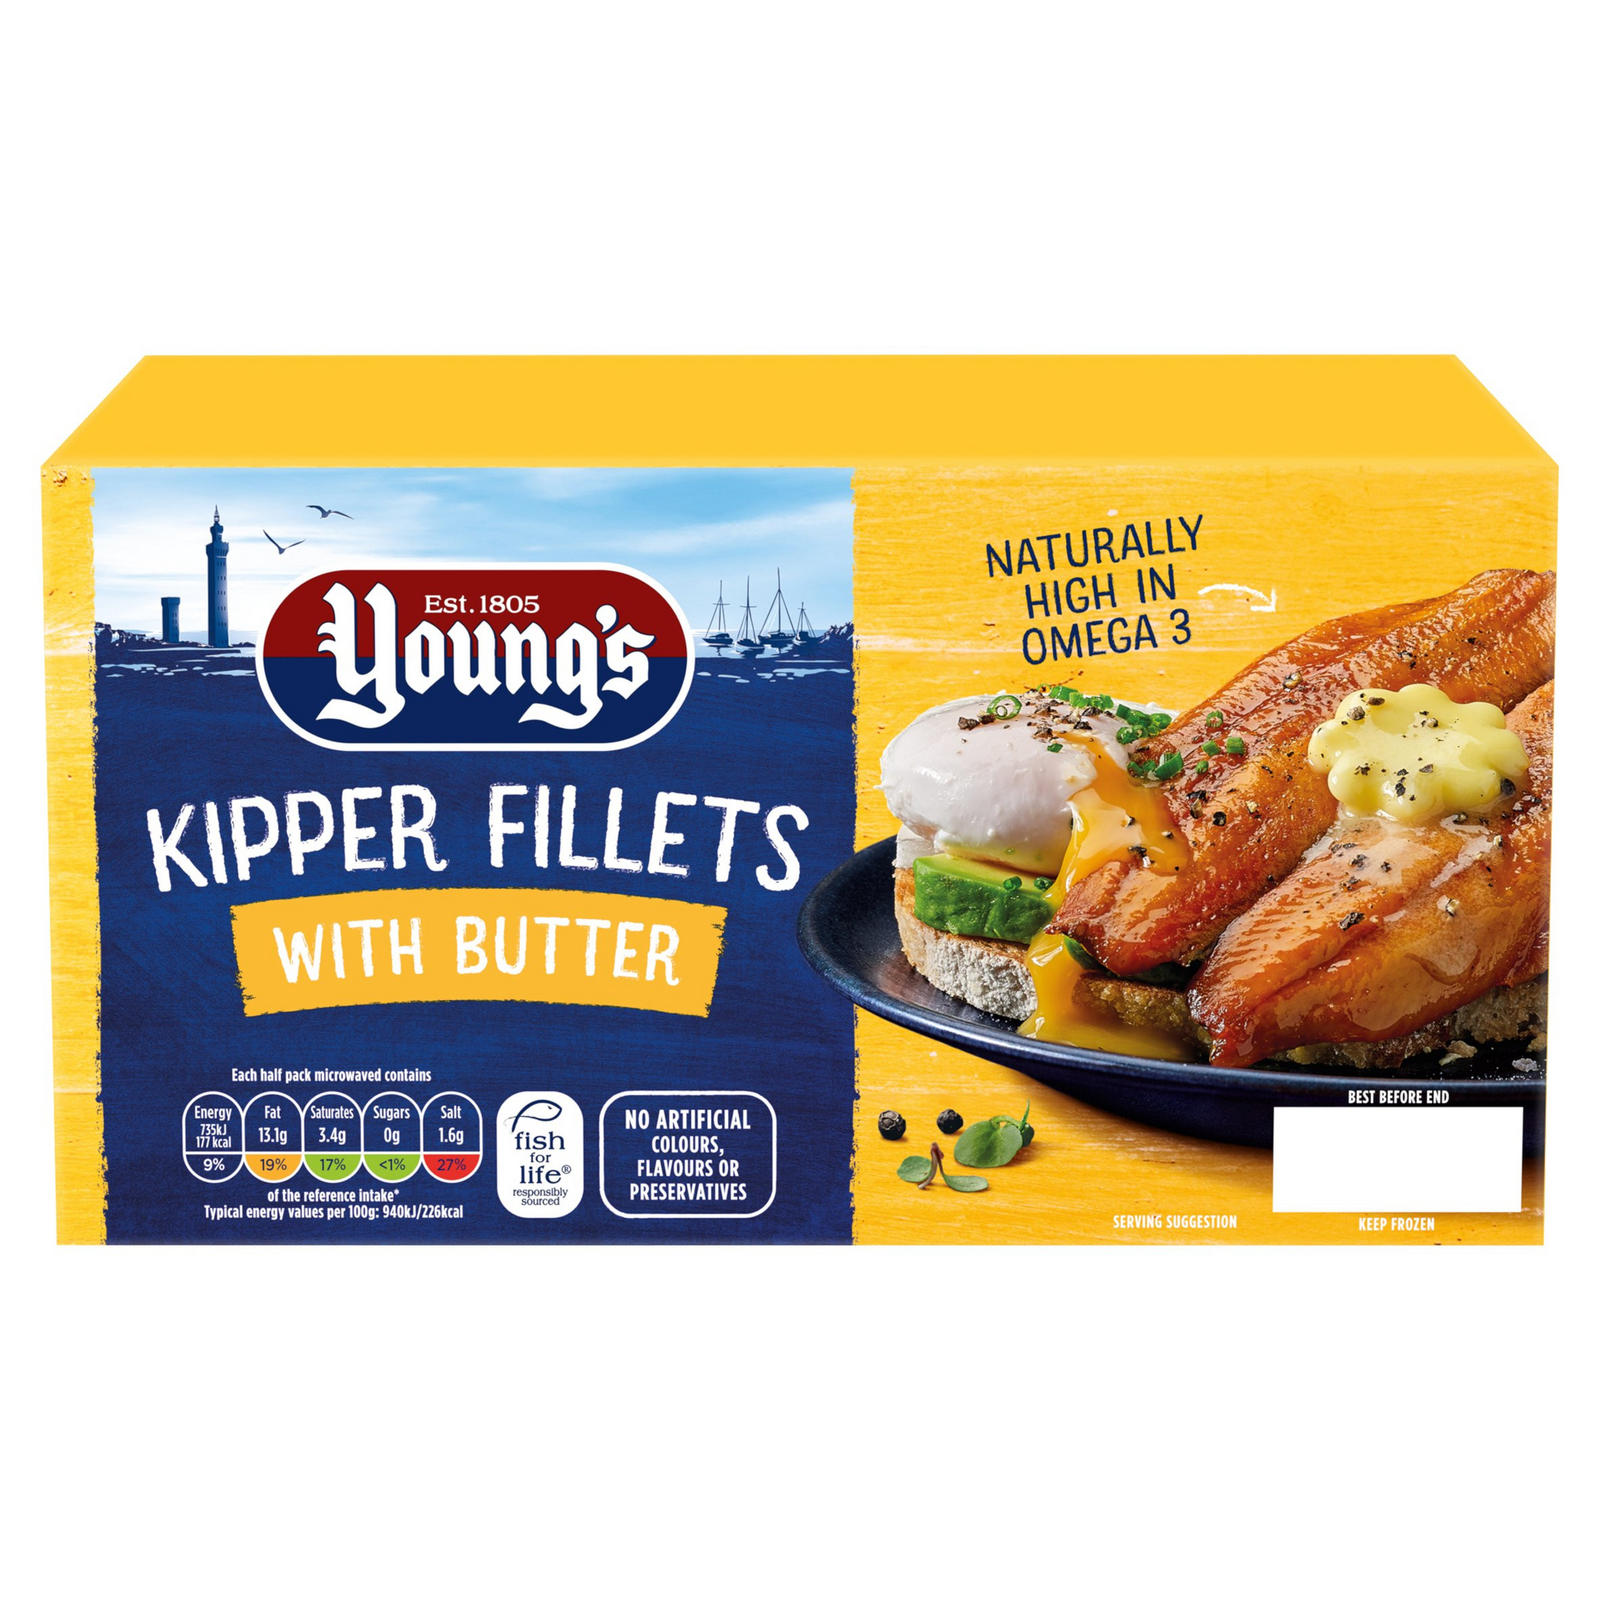 Est. 1805
Young's
KIPPER FILLETS
WITH BUTTER
NATURALLY
HIGH IN
OMEGA 3
Each half pack microwaved contains
Energy Fat Saturates Sugars Salt
735kJ
177 kcal 13.1g 3.4g 0g 1.6g
9% 19% 17% <1% 27%
of the reference intake*
Typical energy values per 100g: 940kJ/226kcal
fish
for
life®
responsibly
sourced
NO ARTIFICIAL
COLOURS,
FLAVOURS OR
PRESERVATIVES
SERVING SUGGESTION
BEST BEFORE END
KEEP FROZEN